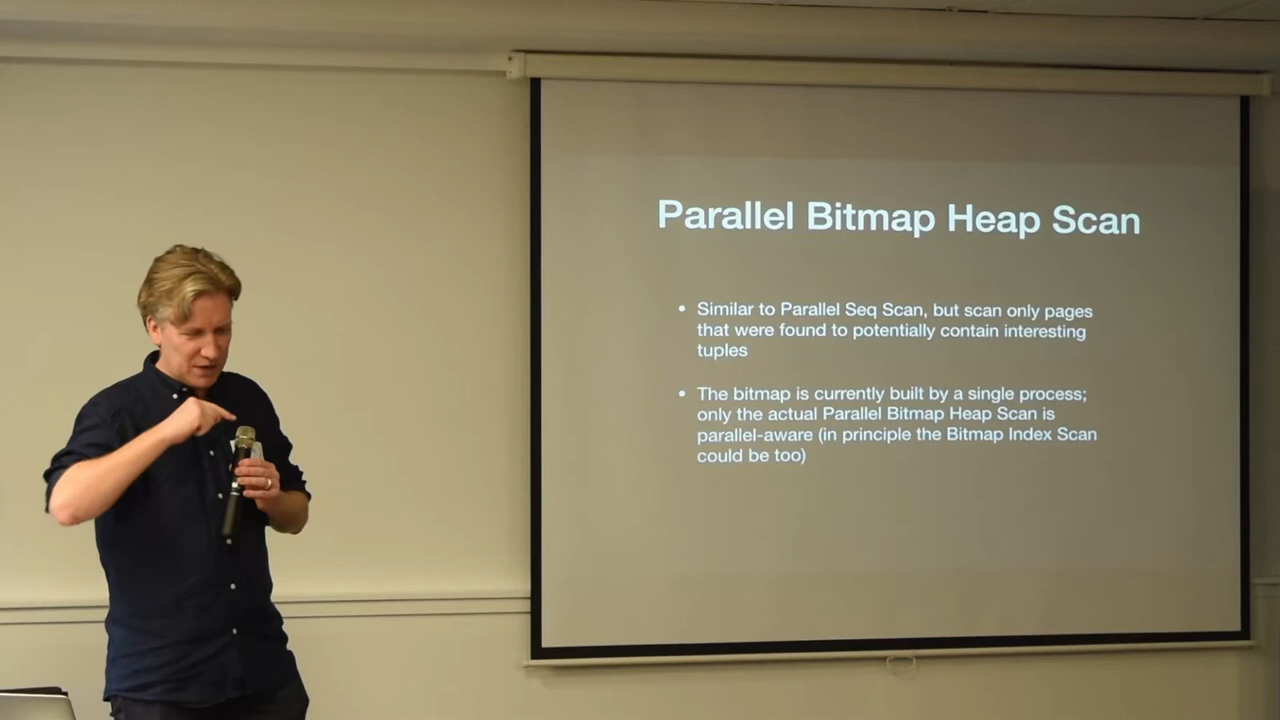 Parallel Bitmap Heap Scan
• Similar to Parallel Seq Scan, but scan only pages
that were found to potentially contain interesting
tuples
• The bitmap is currently built by a single process;
only the actual Parallel Bitmap Heap Scan is
parallel-aware (in principle the Bitmap Index Scan
could be too)